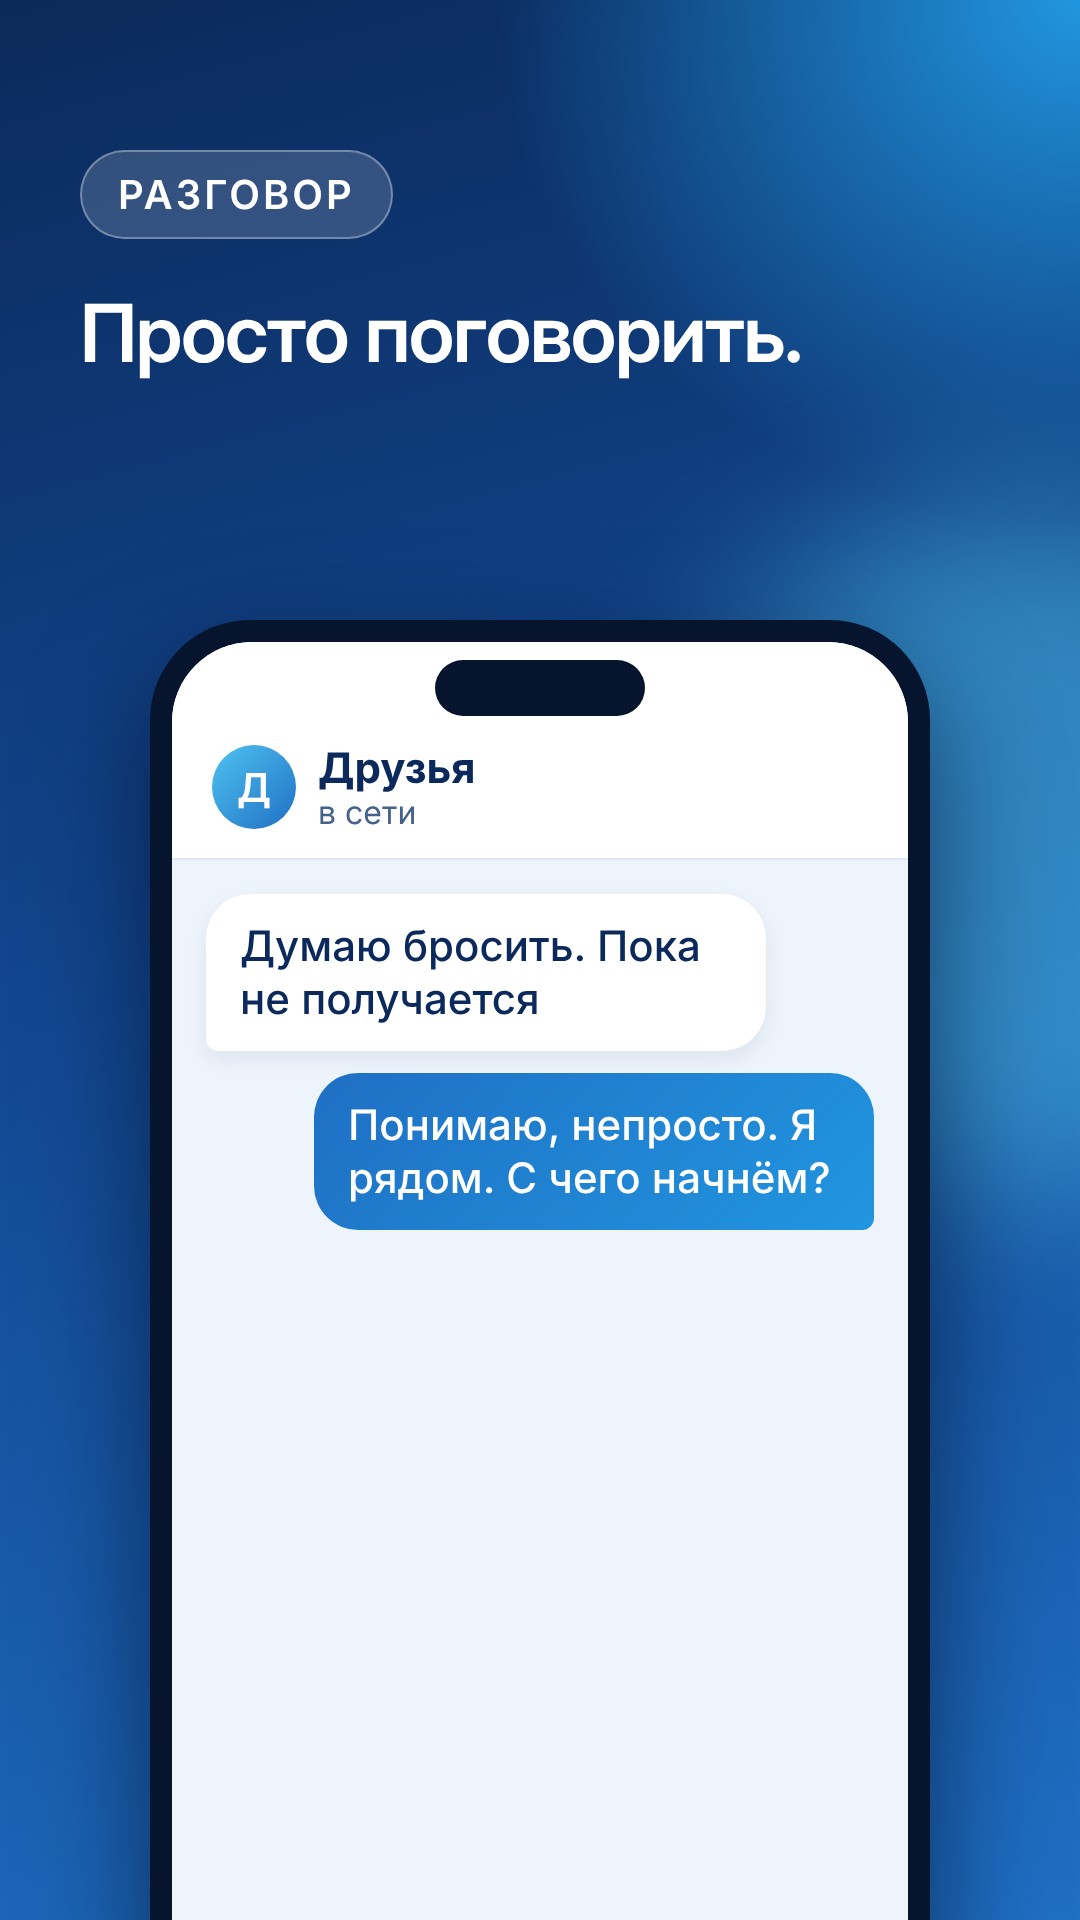 РАЗГОВОР
Просто поговорить.
Д
Друзья
в сети
Думаю бросить. Пока
не получается
Понимаю, непросто. Я
рядом. С чего начнём?